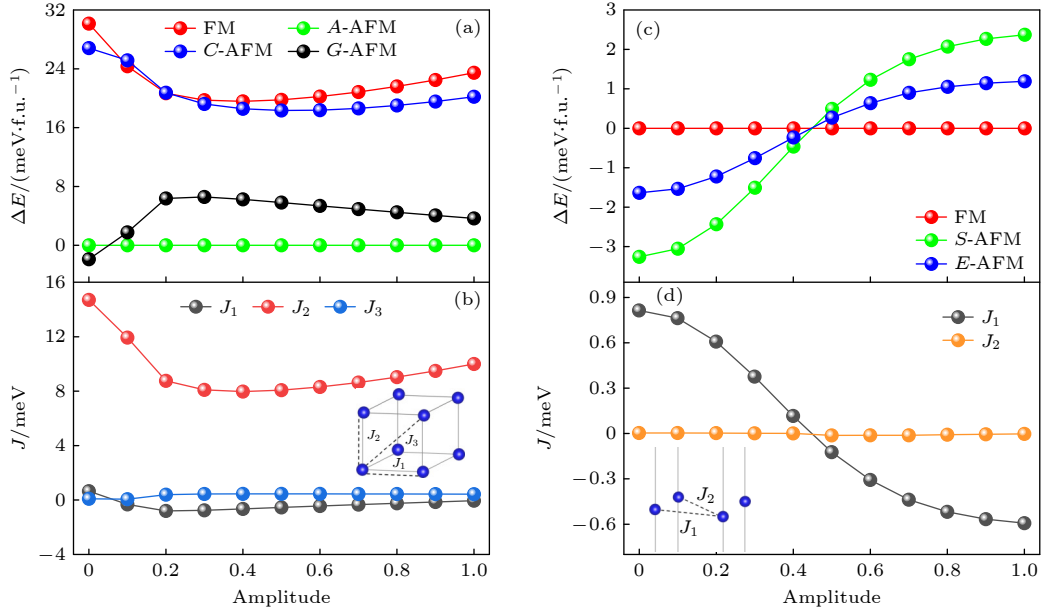 (a)
FM
A-AFM
C-AFM
G-AFM
32
24
16
8
0
ΔE/(meV·f.u.⁻¹)
(b)
J₁ J₂ J₃
16
12
8
4
0
−4
J/meV
J₂
J₃
J₁
0 0.2 0.4 0.6 0.8 1.0
Amplitude
(c)
3
2
1
0
−1
−2
−3
ΔE/(meV·f.u.⁻¹)
FM
S-AFM
E-AFM
(d)
J₁
J₂
0.9
0.6
0.3
0
−0.3
−0.6
J/meV
J₂
J₁
0 0.2 0.4 0.6 0.8 1.0
Amplitude